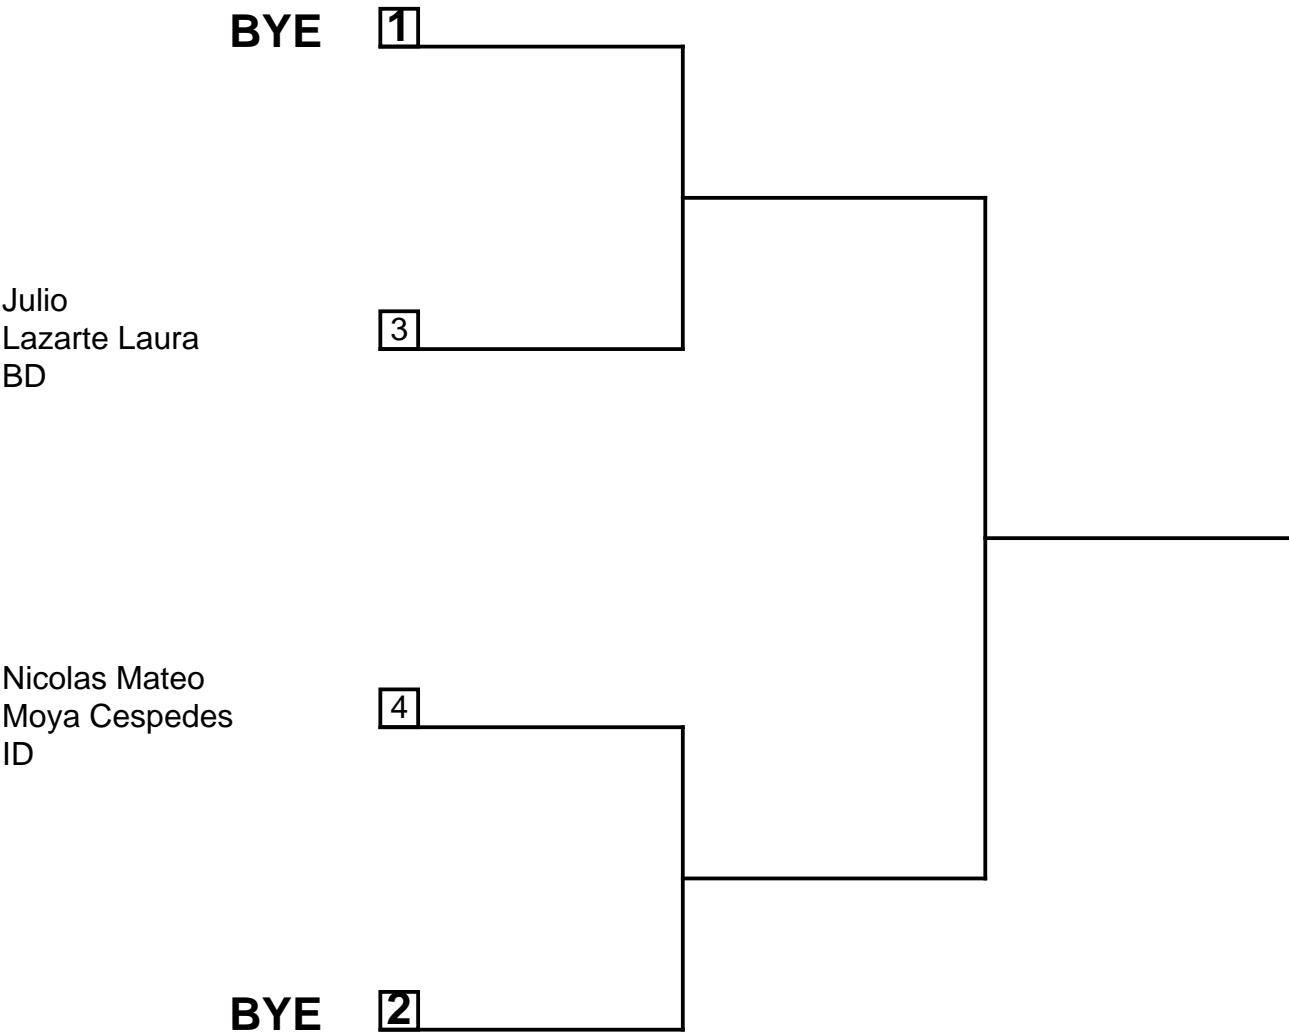 BYE 1
Julio
Lazarte Laura
BD
3
Nicolas Mateo
Moya Cespedes
ID
4
BYE 2